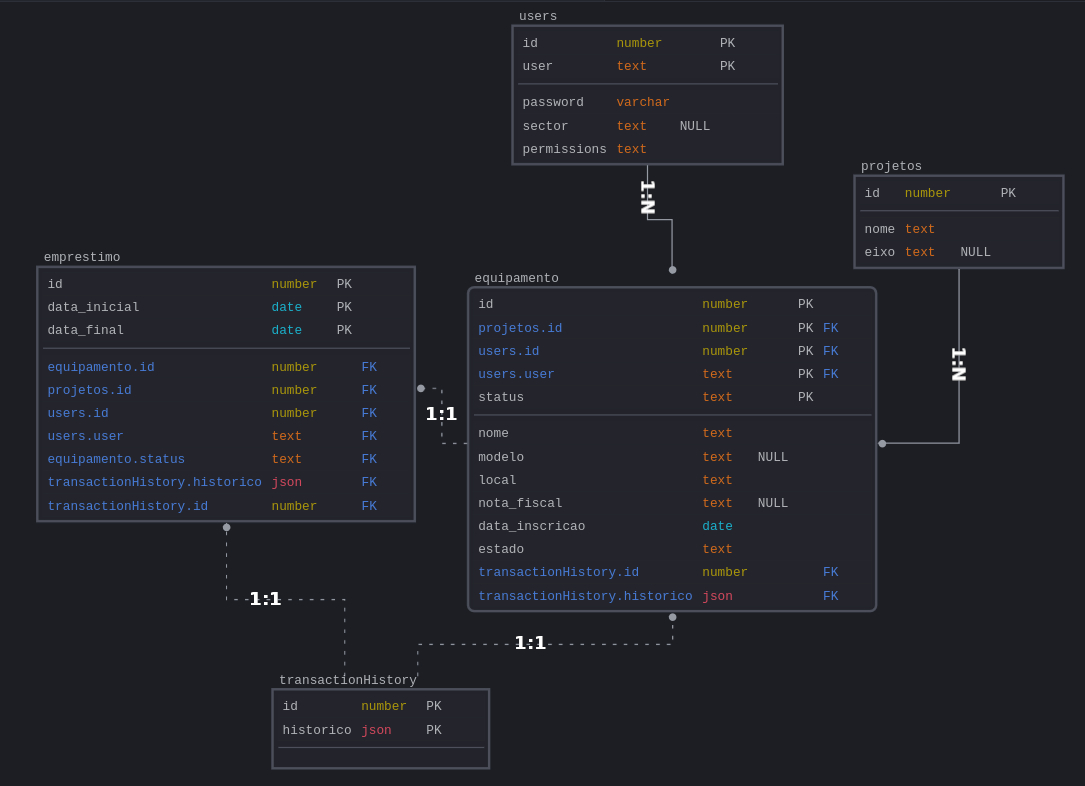 users
id number PK
user text PK
password varchar
sector text NULL
permissions text
1:N
projetos
id number PK
nome text
eixo text NULL
1:N
emprestimo
id number PK
data_inicial date PK
data_final date PK
equipamento.id number FK
projetos.id number FK
users.id number FK
users.user text FK
equipamento.status text FK
transactionHistory.historico json FK
transactionHistory.id number FK
1:1
equipamento
id number PK
projetos.id number PK FK
users.id number PK FK
users.user text PK FK
status text PK
nome text
modelo text NULL
local text
nota_fiscal text NULL
data_inscricao date
estado text
transactionHistory.id number FK
transactionHistory.historico json FK
1:1
1:1
transactionHistory
id number PK
historico json PK